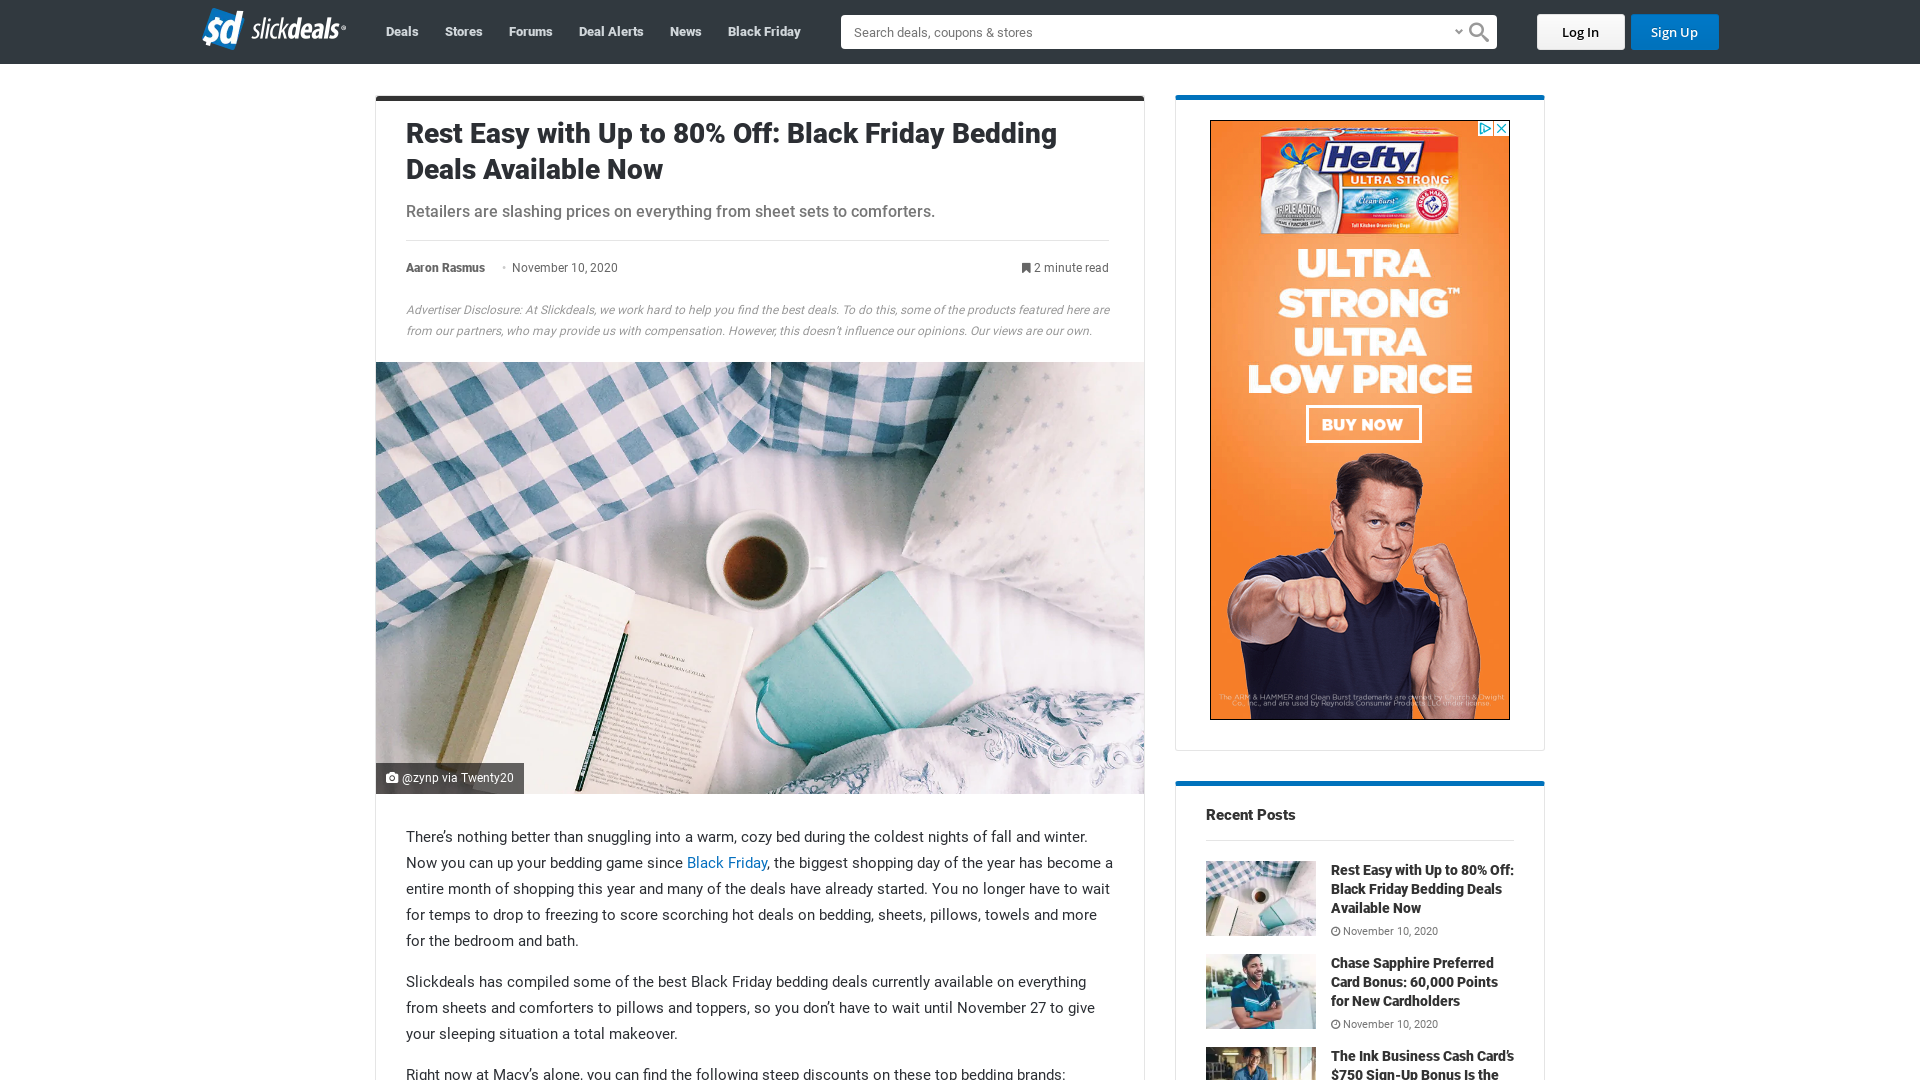 $d slickdeals®
Deals
Stores
Forums
Deal Alerts
News
Black Friday
Search deals, coupons & stores
Log In
Sign Up
Rest Easy with Up to 80% Off: Black Friday Bedding
Deals Available Now
Retailers are slashing prices on everything from sheet sets to comforters.
Aaron Rasmus • November 10, 2020
2 minute read
Advertiser Disclosure: At Slickdeals, we work hard to help you find the best deals. To do this, some of the products featured here are
from our partners, who may provide us with compensation. However, this doesn’t influence our opinions. Our views are our own.
@zynp via Twenty20
There’s nothing better than snuggling into a warm, cozy bed during the coldest nights of fall and winter.
Now you can up your bedding game since Black Friday, the biggest shopping day of the year has become a
entire month of shopping this year and many of the deals have already started. You no longer have to wait
for temps to drop to freezing to score scorching hot deals on bedding, sheets, pillows, towels and more
for the bedroom and bath.
Slickdeals has compiled some of the best Black Friday bedding deals currently available on everything
from sheets and comforters to pillows and toppers, so you don’t have to wait until November 27 to give
your sleeping situation a total makeover.
Right now at Macy’s alone, you can find the following steep discounts on these top bedding brands:
Hefty
ULTRA STRONG
TRIPLE ACTION
Clean burst
ARM & HAMMER
Tall Kitchen Drawstring Bags
ULTRA
STRONG™
ULTRA
LOW PRICE
BUY NOW
The ARM & HAMMER and Clean Burst trademarks are owned by Church & Dwight
Co., Inc., and are used by Reynolds Consumer Products LLC under license.
Recent Posts
Rest Easy with Up to 80% Off:
Black Friday Bedding Deals
Available Now
November 10, 2020
Chase Sapphire Preferred
Card Bonus: 60,000 Points
for New Cardholders
November 10, 2020
The Ink Business Cash Card’s
$750 Sign-Up Bonus Is the